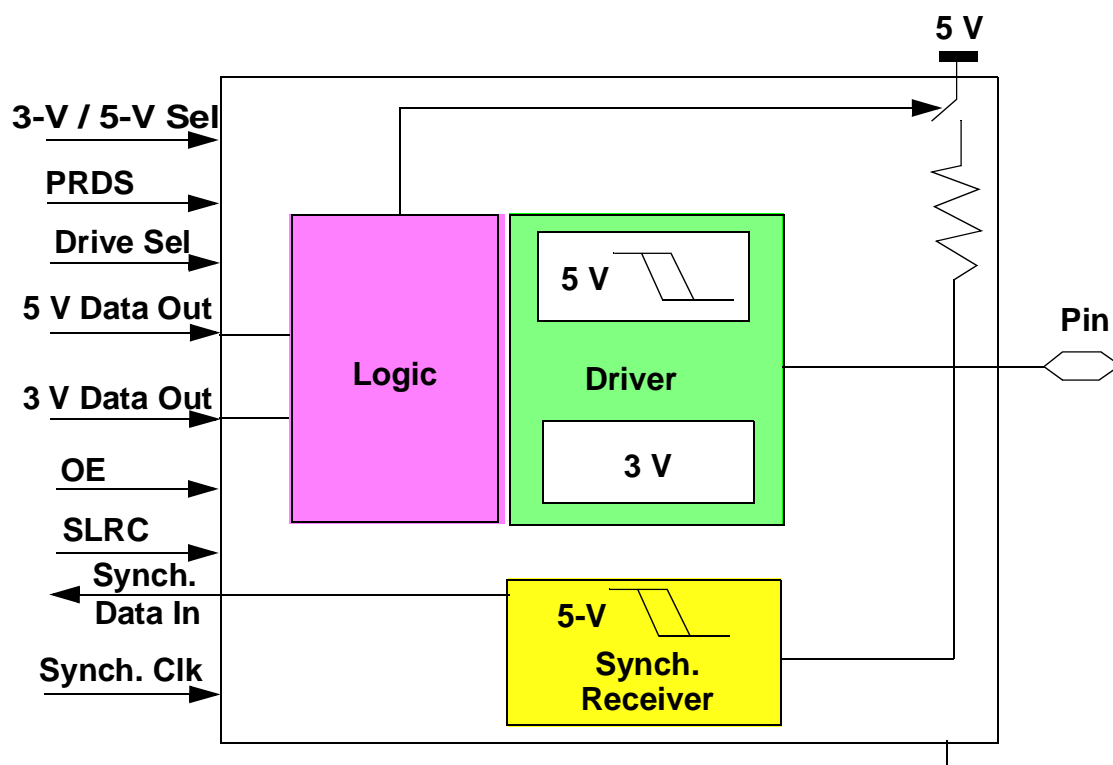 5 V
3-V / 5-V Sel
PRDS
Drive Sel
5 V Data Out
3 V Data Out
OE
SLRC
Synch.
Data In
Synch. Clk
Logic
5 V
Driver
3 V
5-V
Synch.
Receiver
Pin